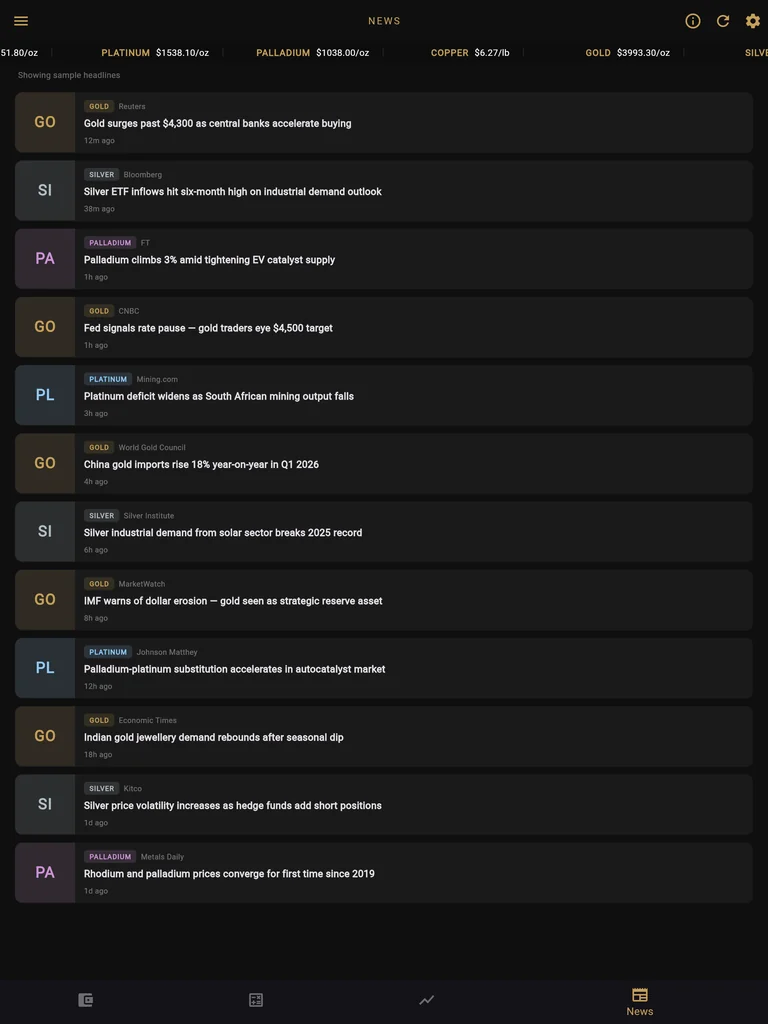 NEWS
51.80/oz PLATINUM $1538.10/oz PALLADIUM $1038.00/oz COPPER $6.27/lb GOLD $3993.30/oz SILVE
Showing sample headlines
GO
GOLD Reuters
Gold surges past $4,300 as central banks accelerate buying
12m ago
SI
SILVER Bloomberg
Silver ETF inflows hit six-month high on industrial demand outlook
38m ago
PA
PALLADIUM FT
Palladium climbs 3% amid tightening EV catalyst supply
1h ago
GO
GOLD CNBC
Fed signals rate pause — gold traders eye $4,500 target
1h ago
PL
PLATINUM Mining.com
Platinum deficit widens as South African mining output falls
3h ago
GO
GOLD World Gold Council
China gold imports rise 18% year-on-year in Q1 2026
4h ago
SI
SILVER Silver Institute
Silver industrial demand from solar sector breaks 2025 record
6h ago
GO
GOLD MarketWatch
IMF warns of dollar erosion — gold seen as strategic reserve asset
8h ago
PL
PLATINUM Johnson Matthey
Palladium-platinum substitution accelerates in autocatalyst market
12h ago
GO
GOLD Economic Times
Indian gold jewellery demand rebounds after seasonal dip
18h ago
SI
SILVER Kitco
Silver price volatility increases as hedge funds add short positions
1d ago
PA
PALLADIUM Metals Daily
Rhodium and palladium prices converge for first time since 2019
1d ago
News